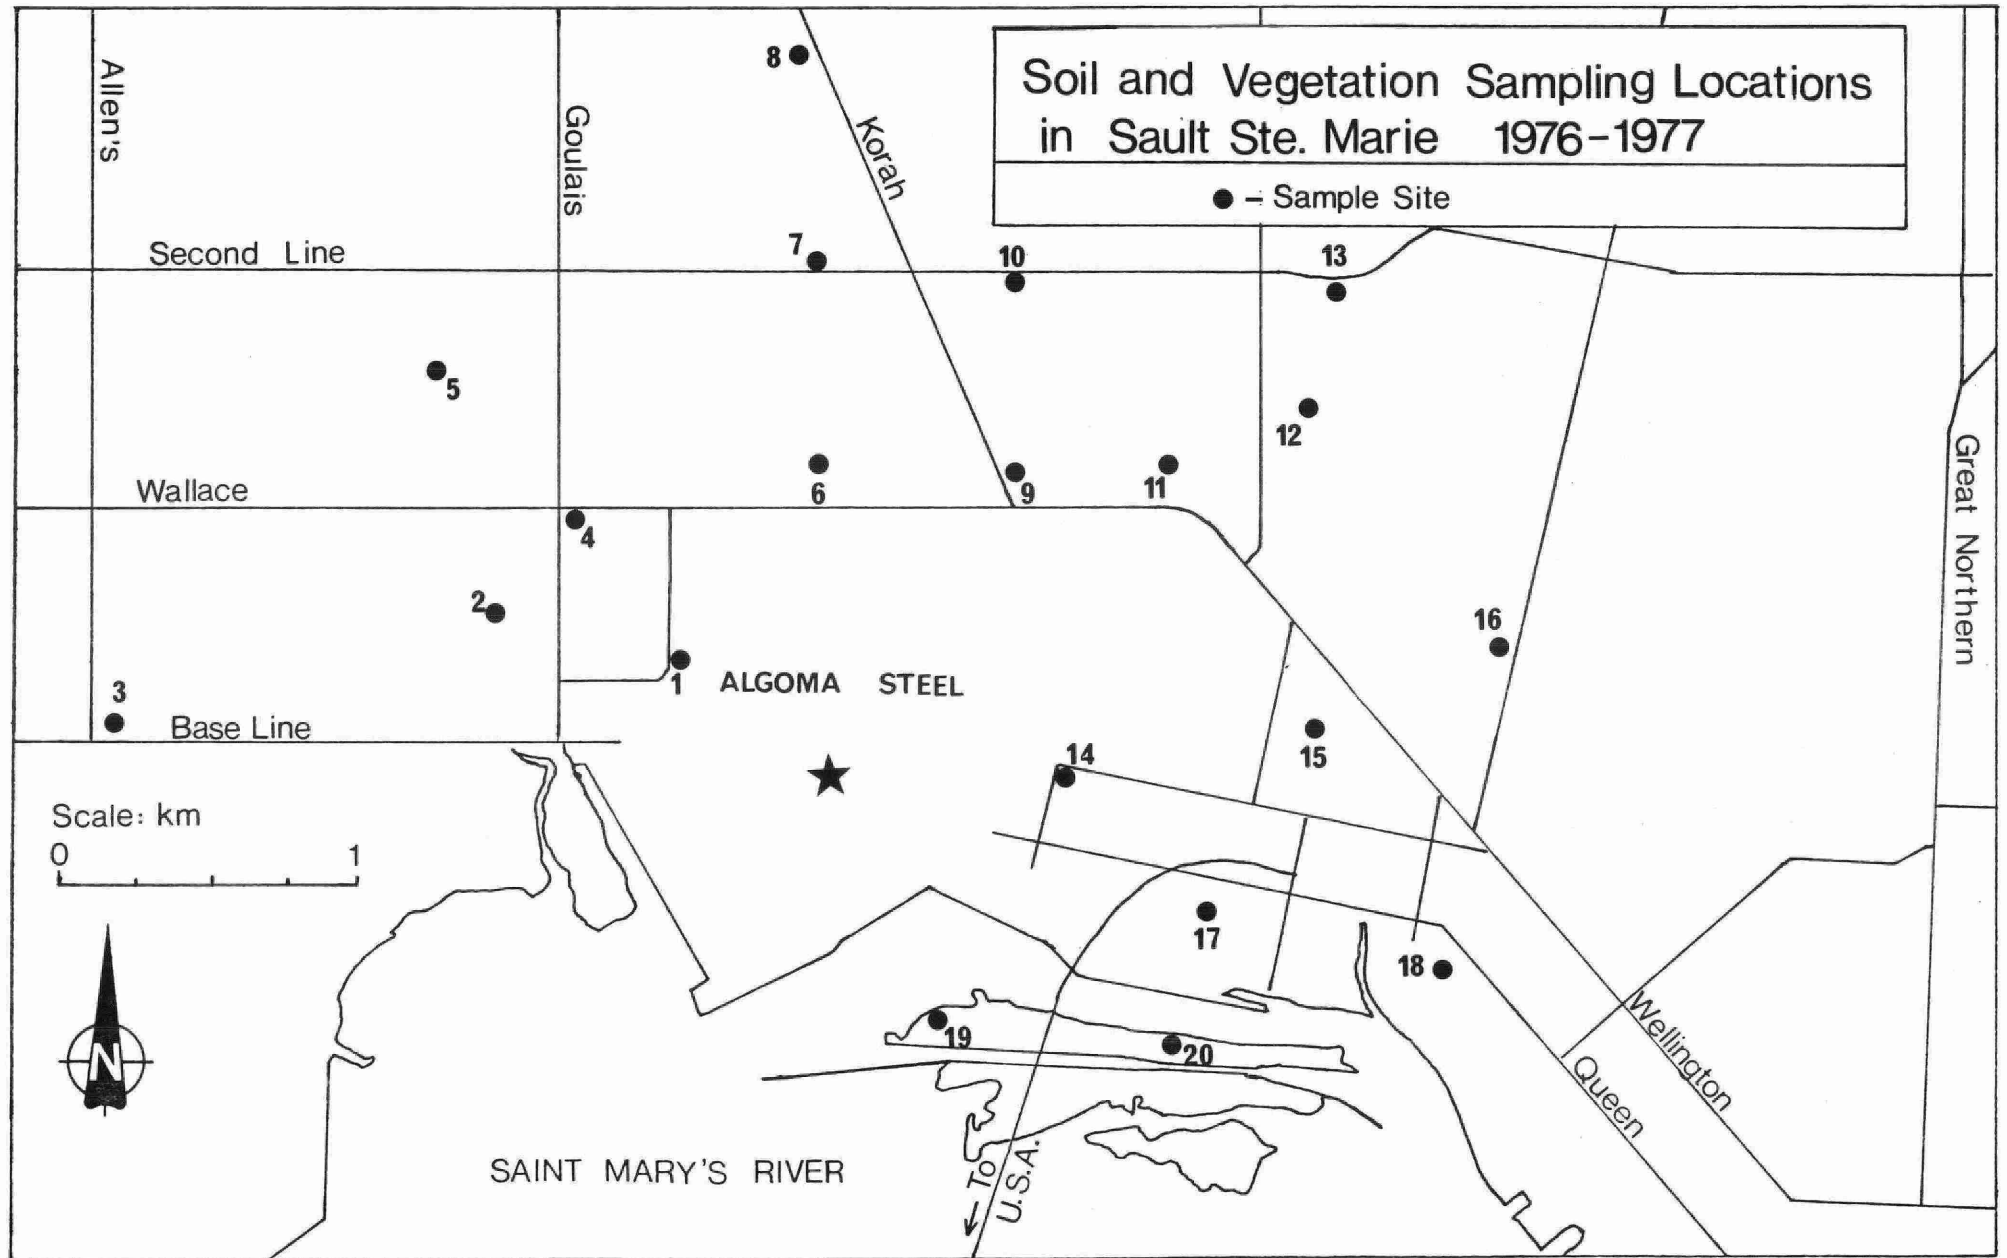 Soil and Vegetation Sampling Locations
in Sault Ste. Marie 1976-1977
● - Sample Site
Allen's
Goulais
Korah
8
Second Line
7
10
13
5
12
Wallace
6
9
11
4
Great Northern
2
16
1
ALGOMA STEEL
3
Base Line
14
15
Scale: km
0 1
17
18
N
19
20
Wellington
Queen
SAINT MARY'S RIVER
← To
U.S.A.